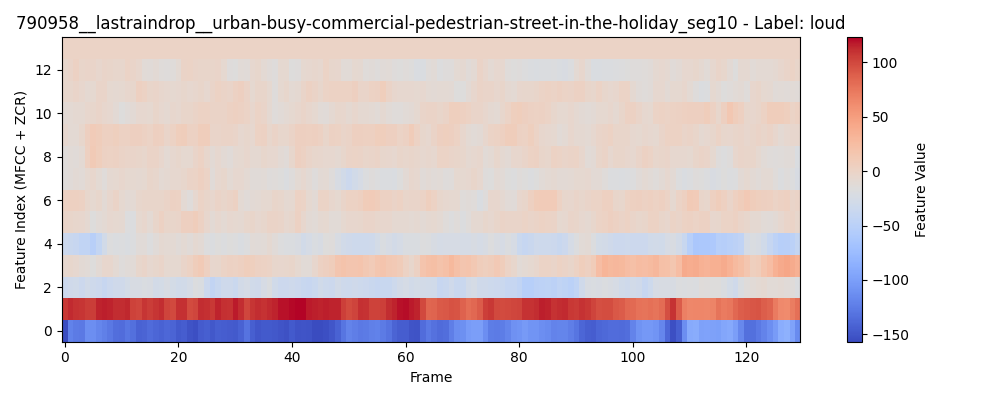 790958__lastraindrop__urban-busy-commercial-pedestrian-street-in-the-holiday_seg10 - Label: loud
Feature Index (MFCC + ZCR)
12
10
8
6
4
2
0
0 20 40 60 80 100 120
Frame
100
50
0
−50
−100
−150
Feature Value